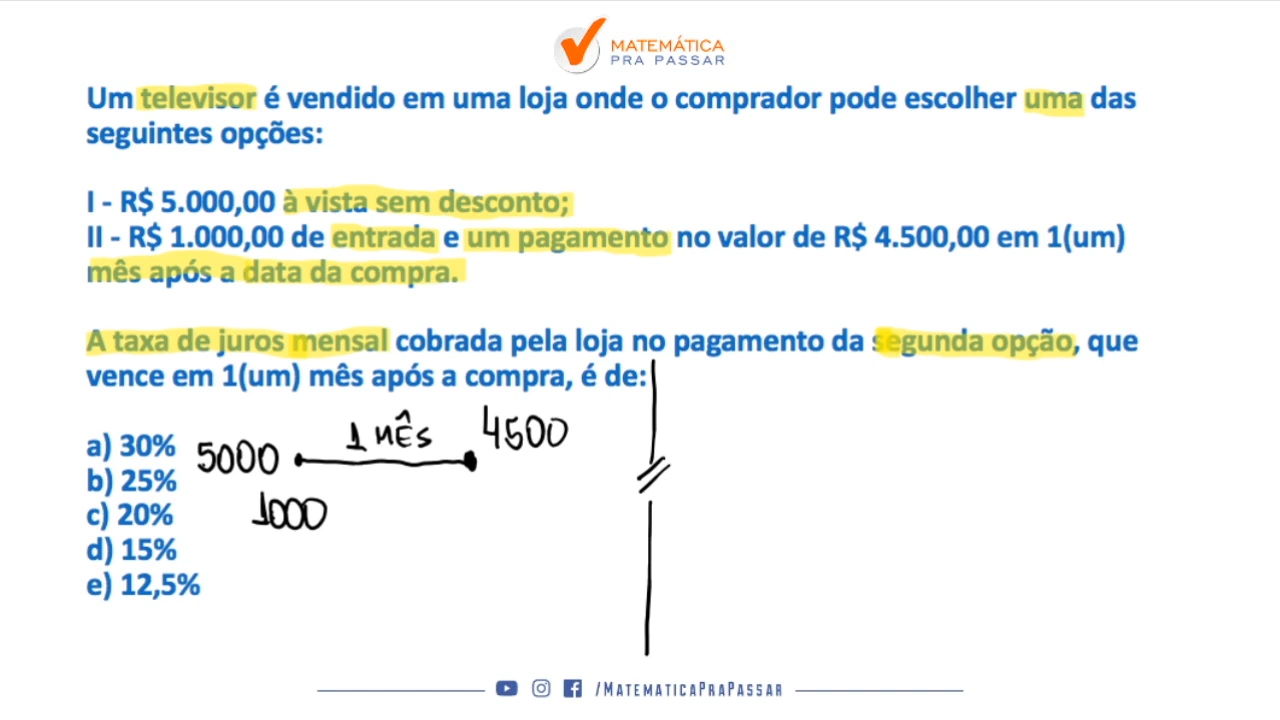 MATEMÁTICA
PRA PASSAR
Um televisor é vendido em uma loja onde o comprador pode escolher uma das
seguintes opções:
I - R$ 5.000,00 à vista sem desconto;
II - R$ 1.000,00 de entrada e um pagamento no valor de R$ 4.500,00 em 1(um)
mês após a data da compra.
A taxa de juros mensal cobrada pela loja no pagamento da segunda opção, que
vence em 1(um) mês após a compra, é de:
a) 30%
b) 25%
c) 20%
d) 15%
e) 12,5%
5000 1 MÊS 4500
1000
/MATEMATICAPRAPASSAR